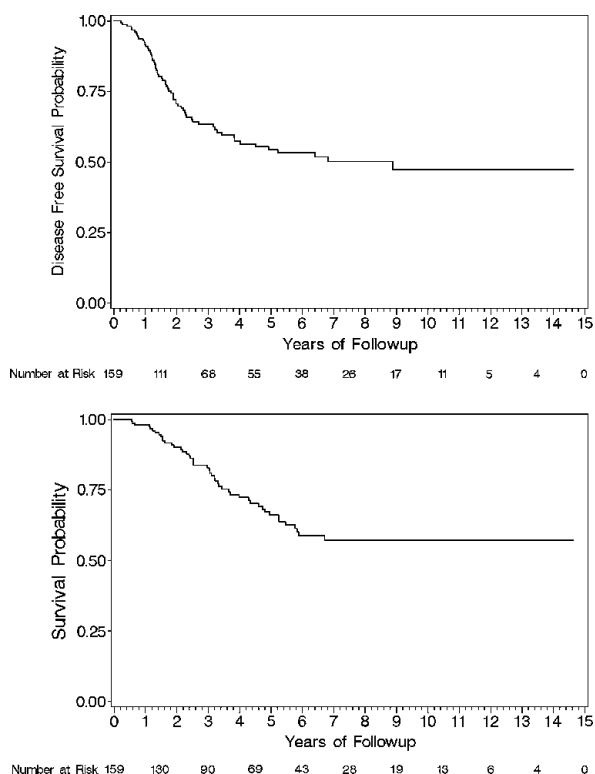 1.00
0.75
0.50
0.25
0.00
Disease Free Survival Probability
0 1 2 3 4 5 6 7 8 9 10 11 12 13 14 15
Years of Followup
Number at Risk 159 111 68 55 38 26 17 11 5 4 0
1.00
0.75
0.50
0.25
0.00
Survival Probability
0 1 2 3 4 5 6 7 8 9 10 11 12 13 14 15
Years of Followup
Number at Risk 159 130 90 69 43 28 19 13 6 4 0